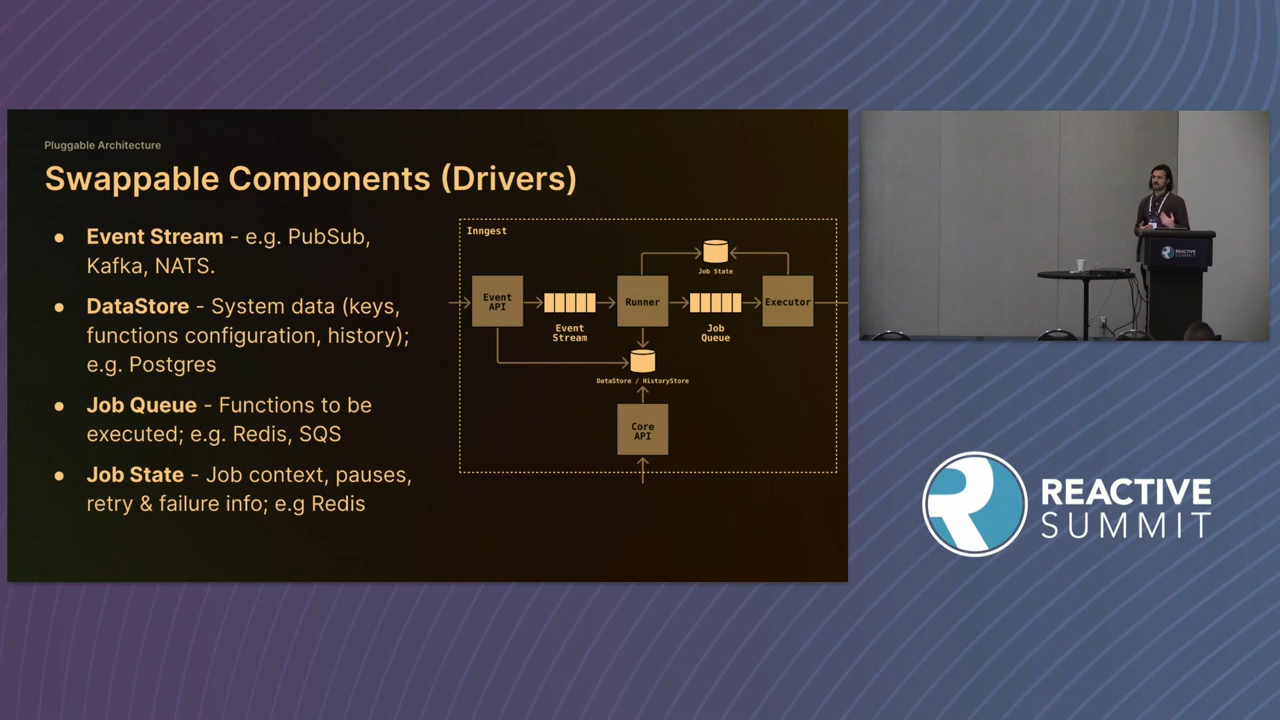 Pluggable Architecture
Swappable Components (Drivers)
● Event Stream - e.g. PubSub,
Kafka, NATS.
● DataStore - System data (keys,
functions configuration, history);
e.g. Postgres
● Job Queue - Functions to be
executed; e.g. Redis, SQS
● Job State - Job context, pauses,
retry & failure info; e.g Redis
Inngest
Job State
Event
API
Runner
Executor
Event
Stream
Job
Queue
DataStore / HistoryStore
Core
API
REACTIVE
SUMMIT
REACTIVE
SUMMIT